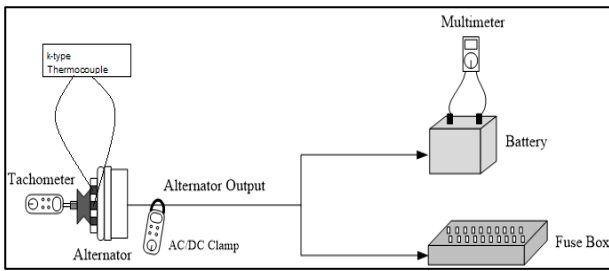 Multimeter
k-type
Thermocouple
Battery
Tachometer
Alternator Output
Alternator
AC/DC Clamp
Fuse Box